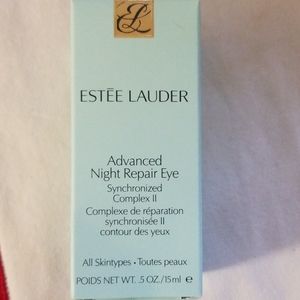 EL
ESTĒE LAUDER
Advanced
Night Repair Eye
Synchronized
Complex II
Complexe de réparation
synchronisée II
contour des yeux
All Skintypes • Toutes peaux
POIDS NET WT. .5 OZ./15ml e